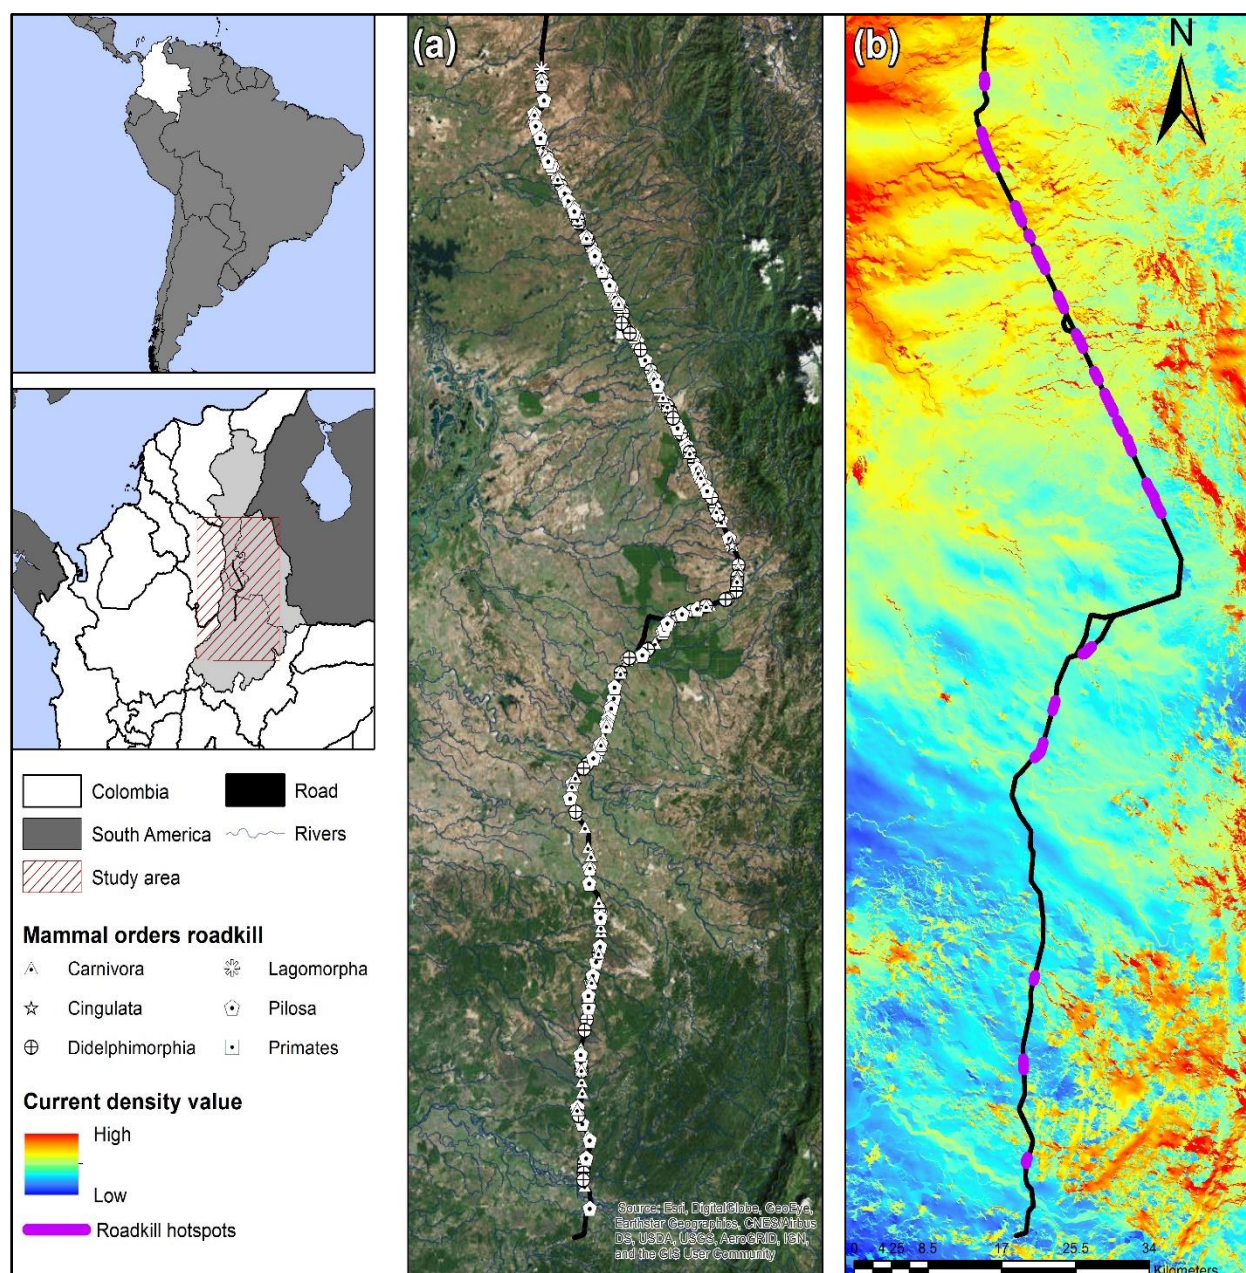 (a)
(b)
N
Colombia
Road
South America
Rivers
Study area
Mammal orders roadkill
Carnivora
Lagomorpha
Cingulata
Pilosa
Didelphimorphia
Primates
Current density value
High
Low
Roadkill hotspots
Source: Esri, DigitalGlobe, GeoEye,
Earthstar Geographics, CNES/Airbus
DS, USDA, USGS, AeroGRID, IGN,
and the GIS User Community
0 4.25 8.5 17 25.5 34
Kilometers